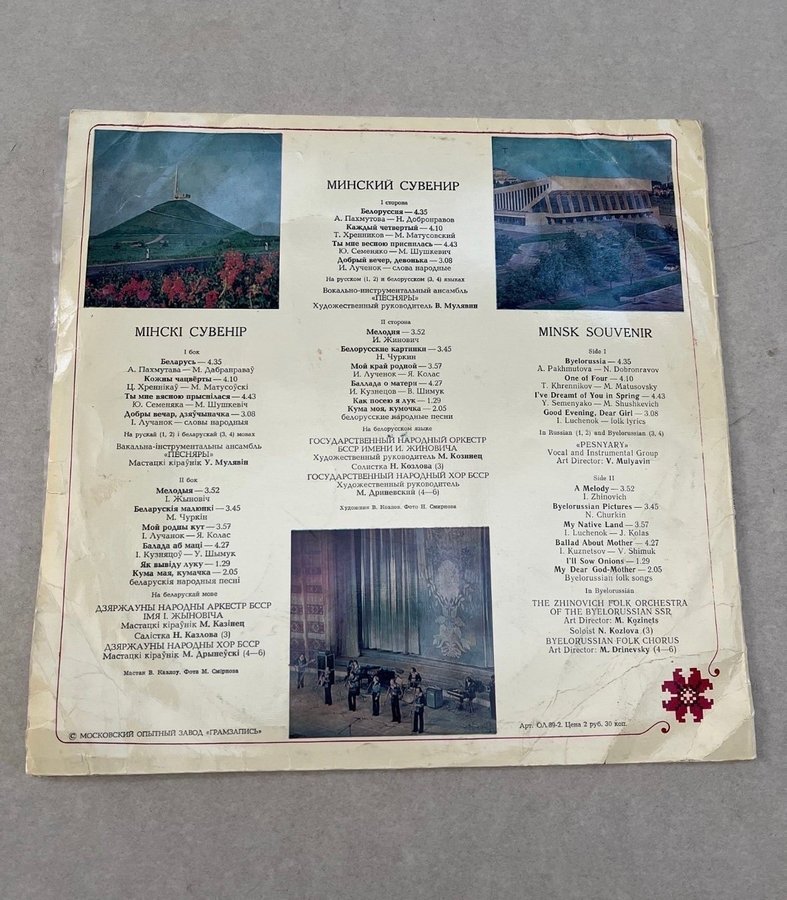 МИНСКИЙ СУВЕНИР
I сторона
Белоруссия — 4.35
А. Пахмутова — Н. Добронравов
Каждый четвертый — 4.10
Т. Хренников — М. Матусовский
Ты мне весною приснилась — 4.43
Ю. Семеняко — М. Шушкевич
Добрый вечер, девонька — 3.08
И. Лученок — слова народные
На русском (1, 2) и белорусском (3, 4) языках
Вокально-инструментальный ансамбль
«ПЕСНЯРЫ»
Художественный руководитель В. Мулявин
II сторона
Мелодия — 3.52
И. Жинович
Белорусские картинки — 3.45
Н. Чуркин
Мой край родной — 3.57
И. Лученок — Я. Колас
Баллада о матери — 4.27
И. Кузнецов — В. Шимук
Как посею я лук — 1.29
Кума моя, кумочка — 2.05
белорусские народные песни
На белорусском языке
ГОСУДАРСТВЕННЫЙ НАРОДНЫЙ ОРКЕСТР
БССР ИМЕНИ И. ЖИНОВИЧА
Художественный руководитель М. Козинец
Солистка Н. Козлова (3)
ГОСУДАРСТВЕННЫЙ НАРОДНЫЙ ХОР БССР
Художественный руководитель
М. Дриневский (4—6)
Художник В. Козлов. Фото Н. Смирнова
МІНСКІ СУВЕНІР
I бок
Беларусь — 4.35
А. Пахмутава — М. Дабранраваў
Кожны чацвёрты — 4.10
Ц. Хреннікаў — М. Матусоўскі
Ты мне вясною прыснілася — 4.43
Ю. Семеняка — М. Шушкевіч
Добры вечар, дзяўчыначка — 3.08
І. Лучанок — словы народныя
На рускай (1, 2) і беларускай (3, 4) мовах
Вакальна-інструментальны ансамбль
«ПЕСНЯРЫ»
Мастацкі кіраўнік У. Мулявін
II бок
Мелодыя — 3.52
І. Жыновіч
Беларускія малюнкі — 3.45
М. Чуркін
Мой родны кут — 3.57
І. Лучанок — Я. Колас
Балада аб маці — 4.27
І. Кузняцоў — У. Шымук
Як вывіду луку — 1.29
Кума мая, кумачка — 2.05
беларускія народныя песні
На беларускай мове
ДЗЯРЖАУНЫ НАРОДНЫ АРКЕСТР БССР
ІМЯ І. ЖЫНОВІЧА
Мастацкі кіраўнік М. Казінец
Салістка Н. Казлова (3)
ДЗЯРЖАУНЫ НАРОДНЫ ХОР БССР
Мастацкі кіраўнік М. Дрынеўскі (4—6)
Мастак В. Казлоу. Фота М. Смірнова
MINSK SOUVENIR
Side I
Byelorussia — 4.35
A. Pakhmutova — N. Dobronravov
One of Four — 4.10
T. Khrennikov — M. Matusovsky
I've Dreamt of You in Spring — 4.43
Y. Semenyako — M. Shushkevich
Good Evening, Dear Girl — 3.08
I. Luchenok — folk lyrics
In Russian (1, 2) and Byelorussian (3, 4)
«PESNYARY»
Vocal and Instrumental Group
Art Director: V. Mulyavin
Side II
A Melody — 3.52
I. Zhinovich
Byelorussian Pictures — 3.45
N. Churkin
My Native Land — 3.57
I. Luchenok — J. Kolas
Ballad About Mother — 4.27
I. Kuznetsov — V. Shimuk
I'll Sow Onions — 1.29
My Dear God-Mother — 2.05
Byelorussian folk songs
In Byelorussian
THE ZHINOVICH FOLK ORCHESTRA
OF THE BYELORUSSIAN SSR
Art Director: M. Kozinets
Soloist N. Kozlova (3)
BYELORUSSIAN FOLK CHORUS
Art Director: M. Drinevsky (4—6)
© МОСКОВСКИЙ ОПЫТНЫЙ ЗАВОД «ГРАМЗАПИСЬ»
Арт. ОЛ.89-2. Цена 2 руб. 30 коп.